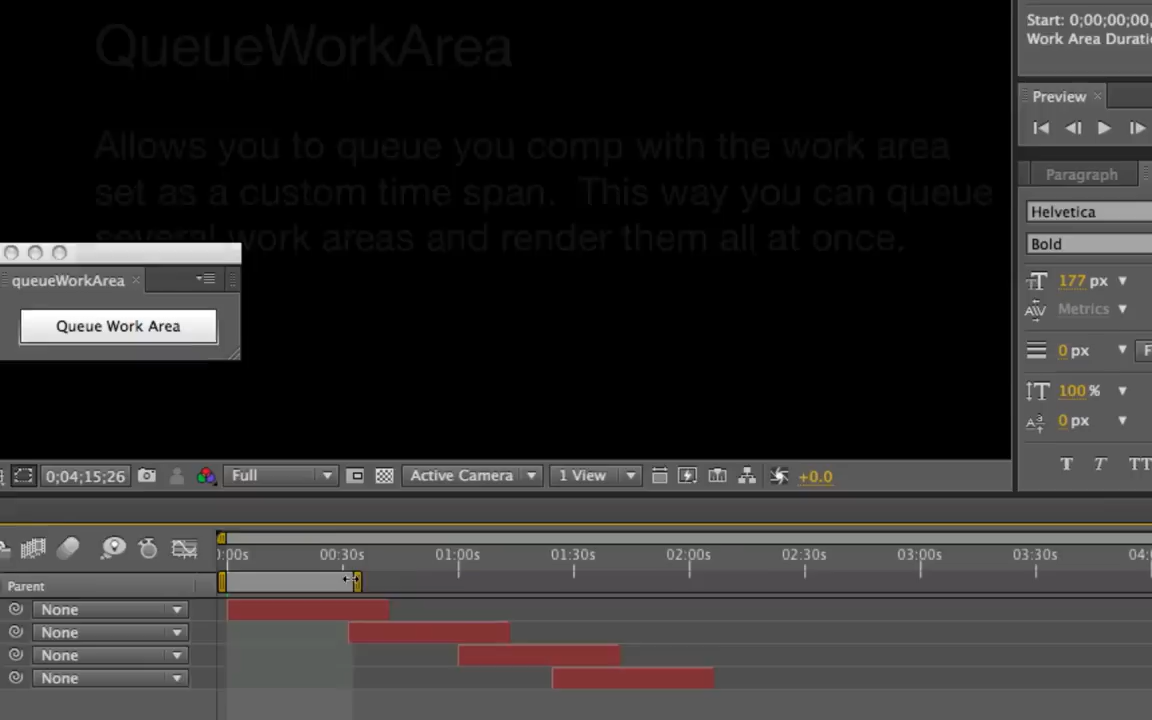 QueueWorkArea
Start: 0;00;00;00,
Work Area Durati
Preview
Allows you to queue you comp with the work area
set as a custom time span. This way you can queue
several work areas and render them all at once.
Paragraph
Helvetica
Bold
queueWorkArea
Queue Work Area
177 px
Metrics
0 px
100 %
0 px
T T TT
0;04;15;26 Full Active Camera 1 View +0.0
):00s 00:30s 01:00s 01:30s 02:00s 02:30s 03:00s 03:30s 04:
Parent
None
None
None
None